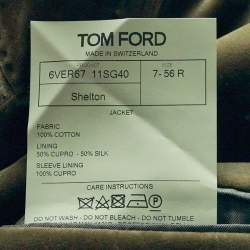 TOM FORD
MADE IN SWITZERLAND
PRODUCT
6VER67 11SG40
7- 56 R
Shelton
JACKET
FABRIC
100% COTTON
LINING
50% CUPRO - 50% SILK
SLEEVE LINING
100% CUPRO
CARE INSTRUCTIONS
DO NOT WASH - DO NOT BLEACH - DO NOT TUMBLE